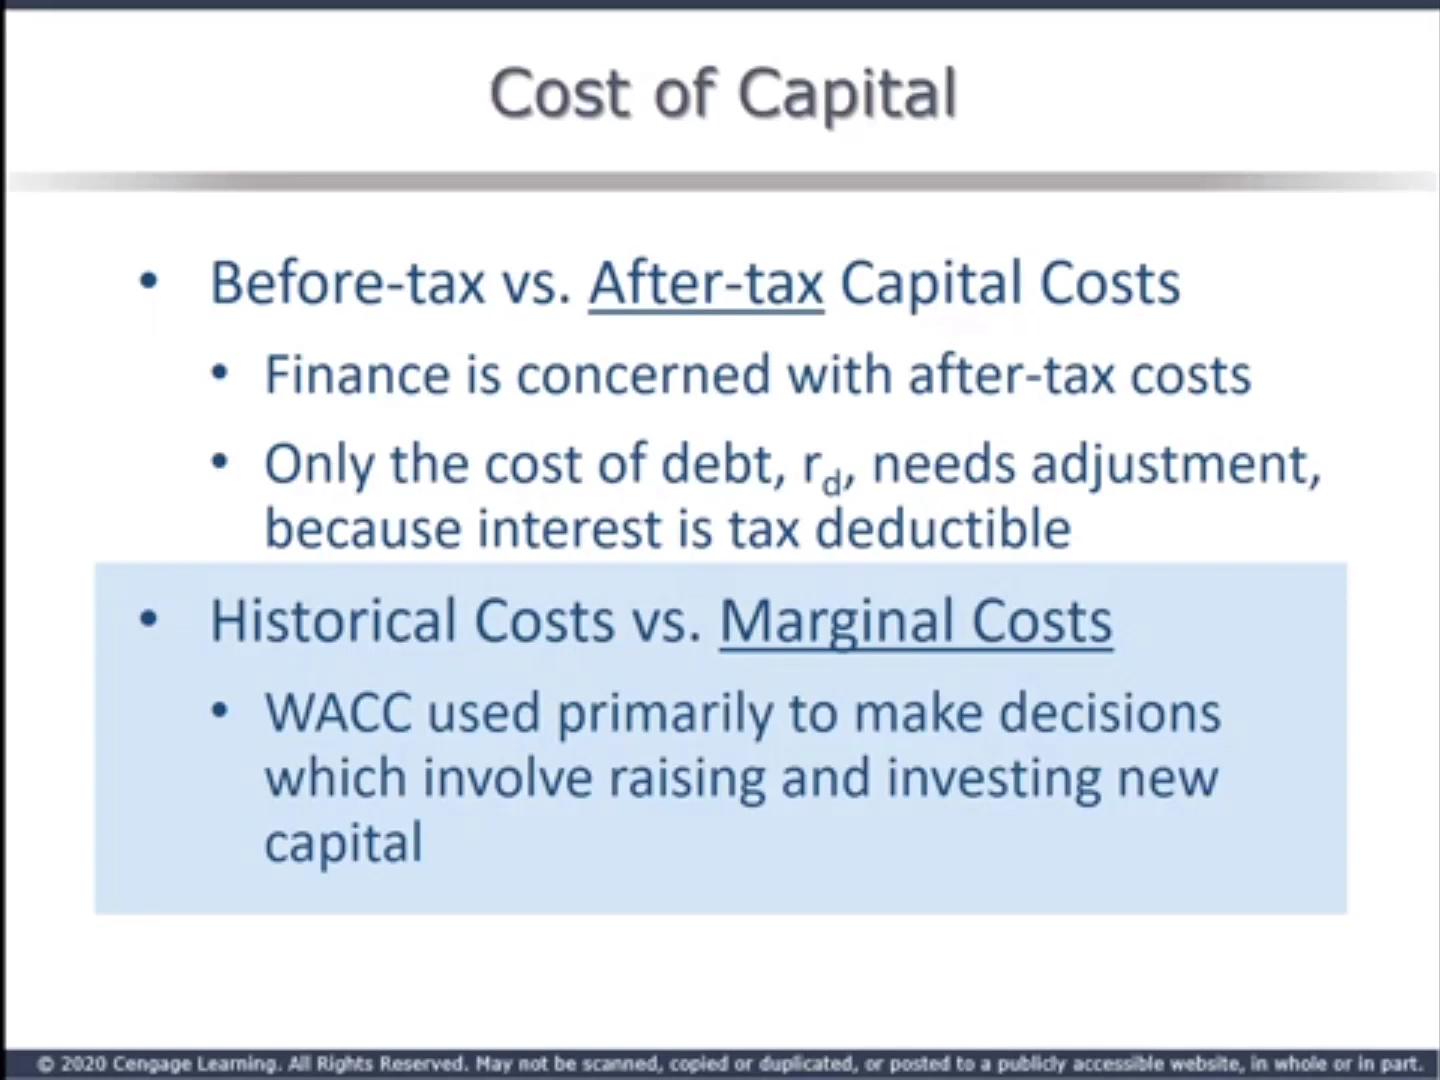 Cost of Capital
• Before-tax vs. After-tax Capital Costs
• Finance is concerned with after-tax costs
• Only the cost of debt, rd, needs adjustment,
because interest is tax deductible
• Historical Costs vs. Marginal Costs
• WACC used primarily to make decisions
which involve raising and investing new
capital
© 2020 Cengage Learning. All Rights Reserved. May not be scanned, copied or duplicated, or posted to a publicly accessible website, in whole or in part.